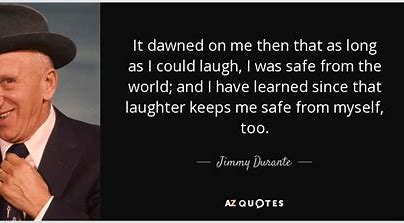 It dawned on me then that as long
as I could laugh, I was safe from the
world; and I have learned since that
laughter keeps me safe from myself,
too.
Jimmy Durante
AZ QUOTES